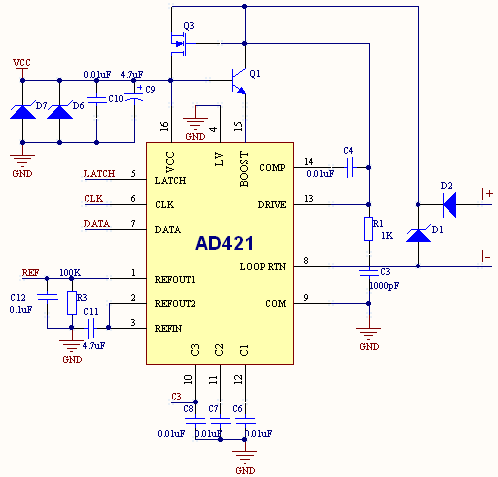 Q3
VCC
0.01uF 4.7uF
Q1
D7 D6 C10 C9
GND
GND
16 4 15
VCC LV BOOST
LATCH 5 LATCH
CLK 6 CLK
DATA 7 DATA
AD421
COMP 14 C4
0.01uF
DRIVE 13
D2 I+
R1 D1
1K
LOOP RTN 8 I-
C3
1000pF
COM 9
GND
REF 100K 1 REFOUT1
C12 R3 2 REFOUT2
0.1uF C11 3 REFIN
GND 4.7uF
C3 C2 C1
10 11 12
C3
C8 C7 C6
0.01uF 0.01uF 0.01uF
GND